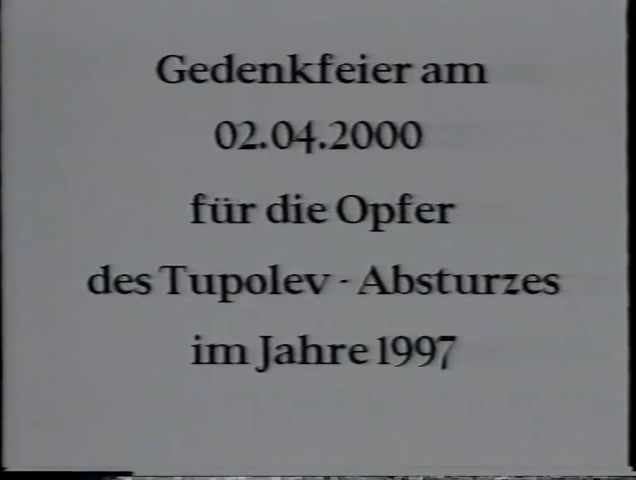 Gedenkfeier am
02.04.2000
für die Opfer
des Tupolev - Absturzes
im Jahre 1997